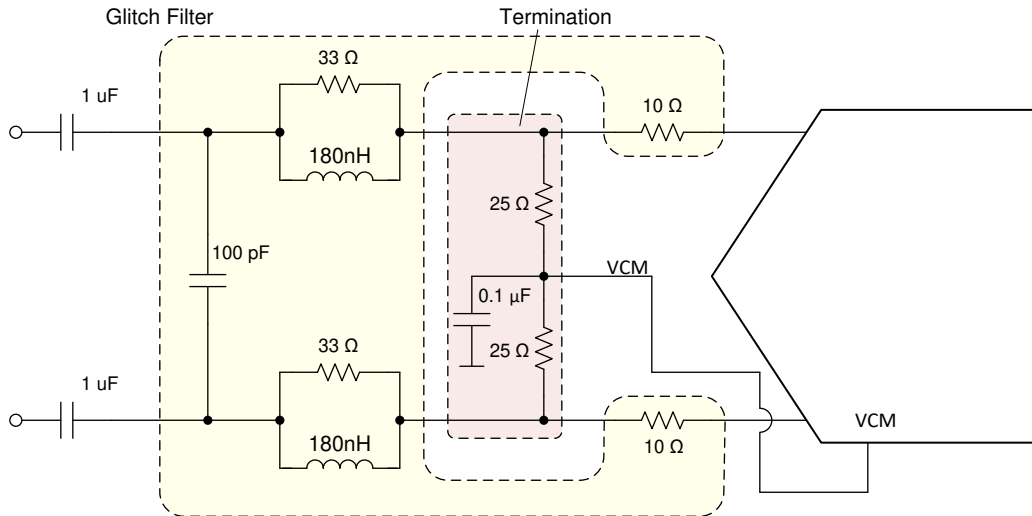 Glitch Filter
Termination
33 Ω
1 uF
10 Ω
180nH
25 Ω
100 pF
VCM
0.1 µF
33 Ω
25 Ω
1 uF
180nH
10 Ω
VCM